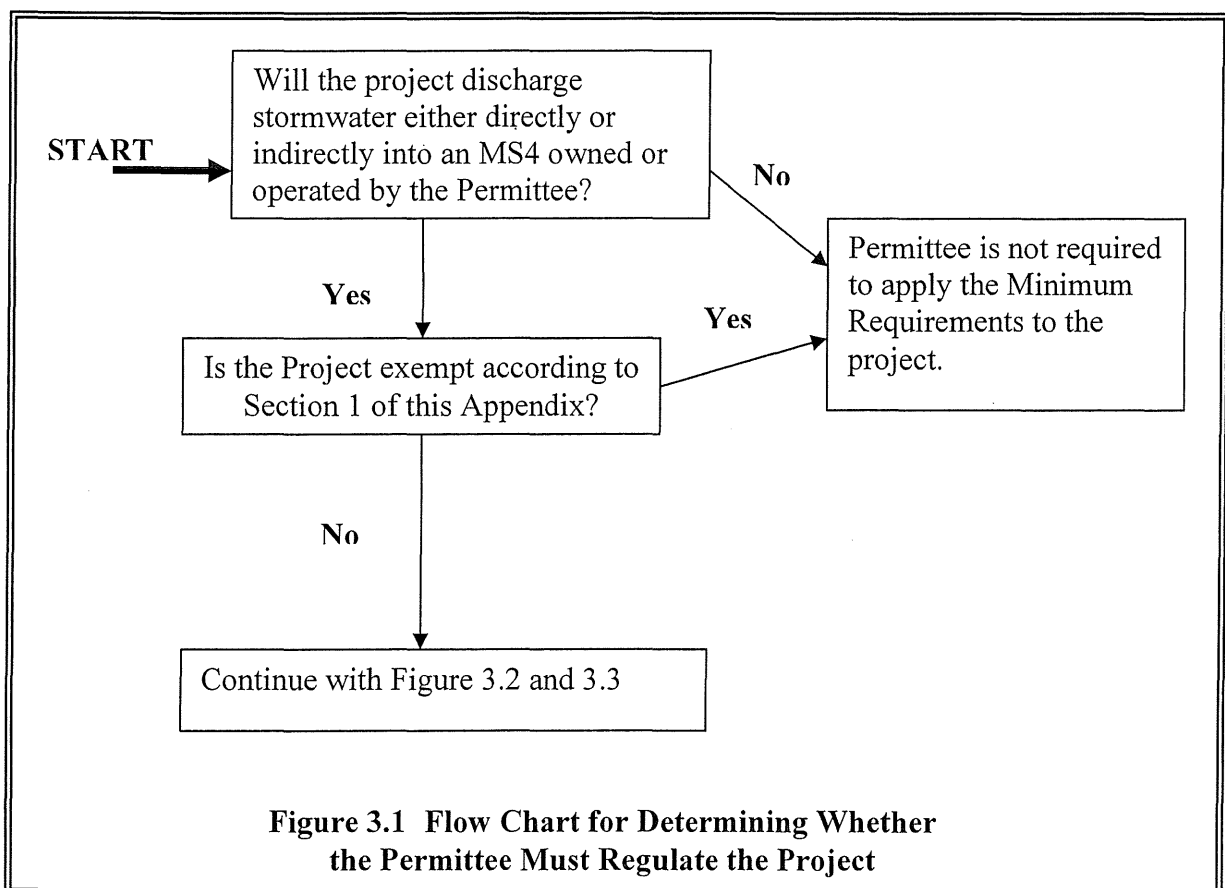 Will the project discharge
stormwater either directly or
indirectly into an MS4 owned or
operated by the Permittee?
START
No
Permittee is not required
to apply the Minimum
Requirements to the
project.
Yes
Yes
Is the Project exempt according to
Section 1 of this Appendix?
No
Continue with Figure 3.2 and 3.3
Figure 3.1 Flow Chart for Determining Whether
the Permittee Must Regulate the Project